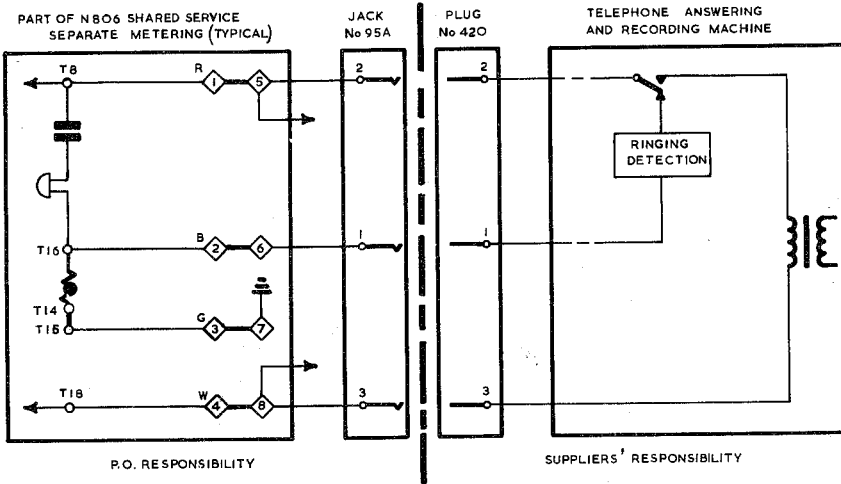 PART OF N806 SHARED SERVICE
SEPARATE METERING (TYPICAL)
JACK
No 95A
PLUG
No 420
TELEPHONE ANSWERING
AND RECORDING MACHINE
T8
R
1
5
2
2
RINGING
DETECTION
T16
B
2
6
1
1
T14
T15
G
3
7
T18
W
4
8
3
3
P.O. RESPONSIBILITY
SUPPLIERS' RESPONSIBILITY